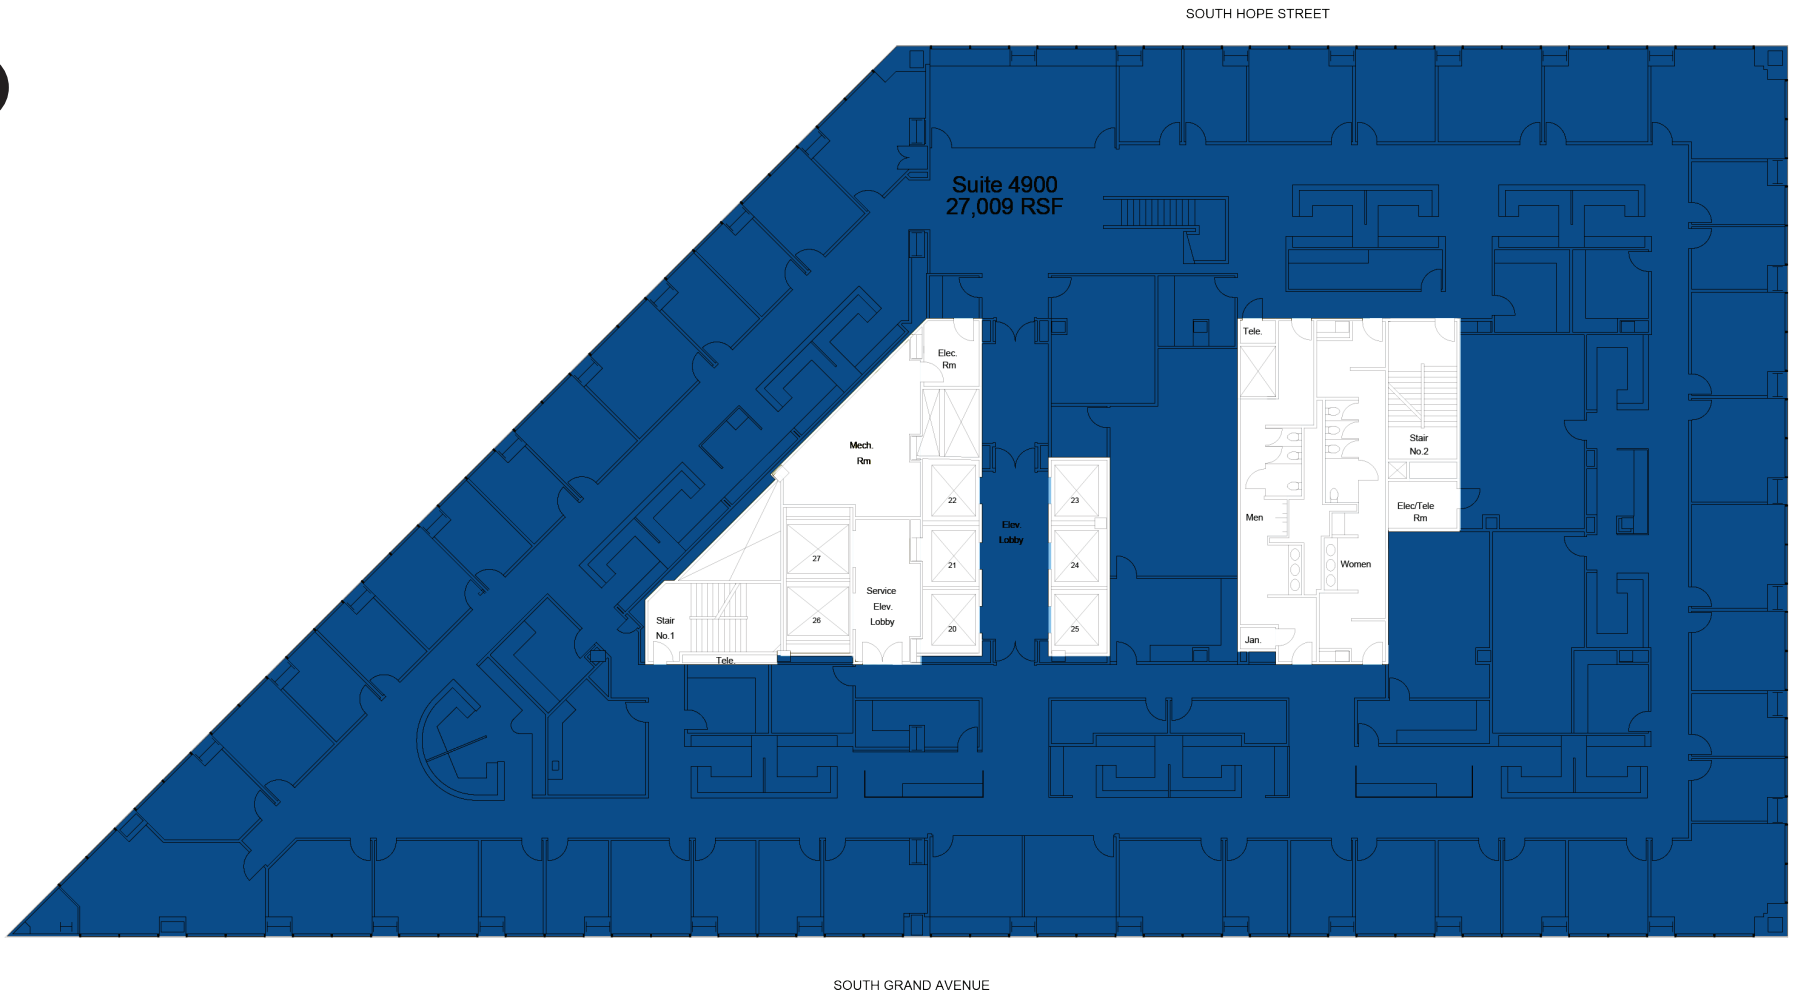 SOUTH HOPE STREET
Suite 4900
27,009 RSF
Tele.
Elec.
Rm
Mech.
Rm
Stair
No.2
22
23
Elec/Tele
Rm
Men
Elev.
Lobby
27
21
24
Women
Service
Elev.
Lobby
26
20
25
Stair
No.1
Jan.
Tele.
SOUTH GRAND AVENUE